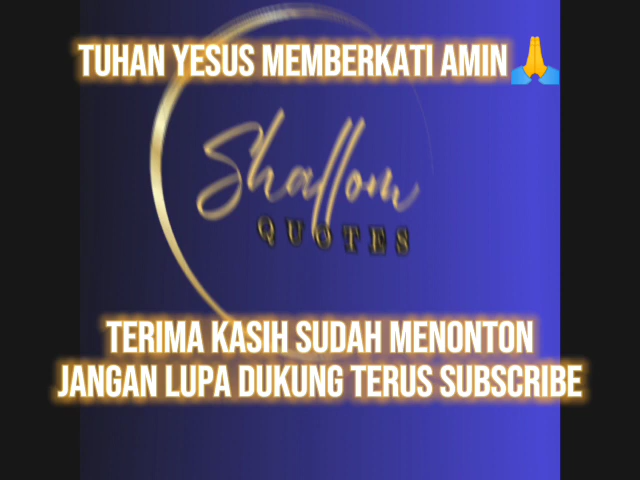 TUHAN YESUS MEMBERKATI AMIN🙏
Shallom
QUOTES
TERIMA KASIH SUDAH MENONTON
JANGAN LUPA DUKUNG TERUS SUBSCRIBE